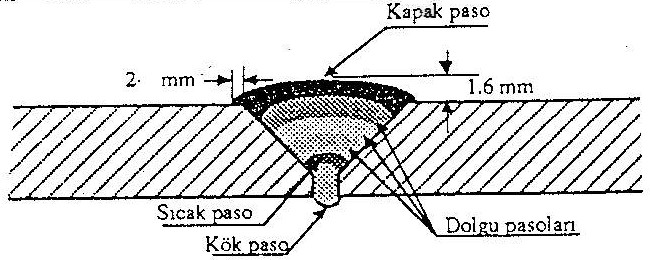 Kapak paso
2. mm
1.6 mm
Sıcak paso
Dolgu pasoları
Kök paso